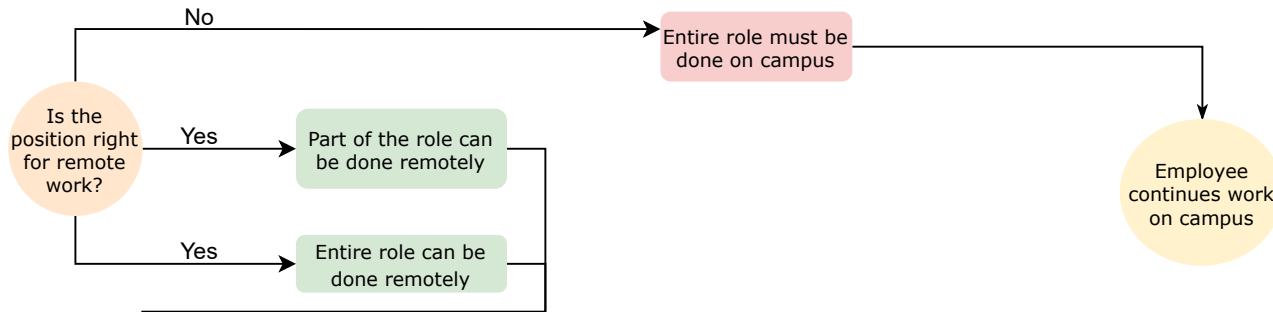 No
Entire role must be
done on campus
Is the
position right
for remote
work?
Yes
Part of the role can
be done remotely
Employee
continues work
on campus
Yes
Entire role can be
done remotely